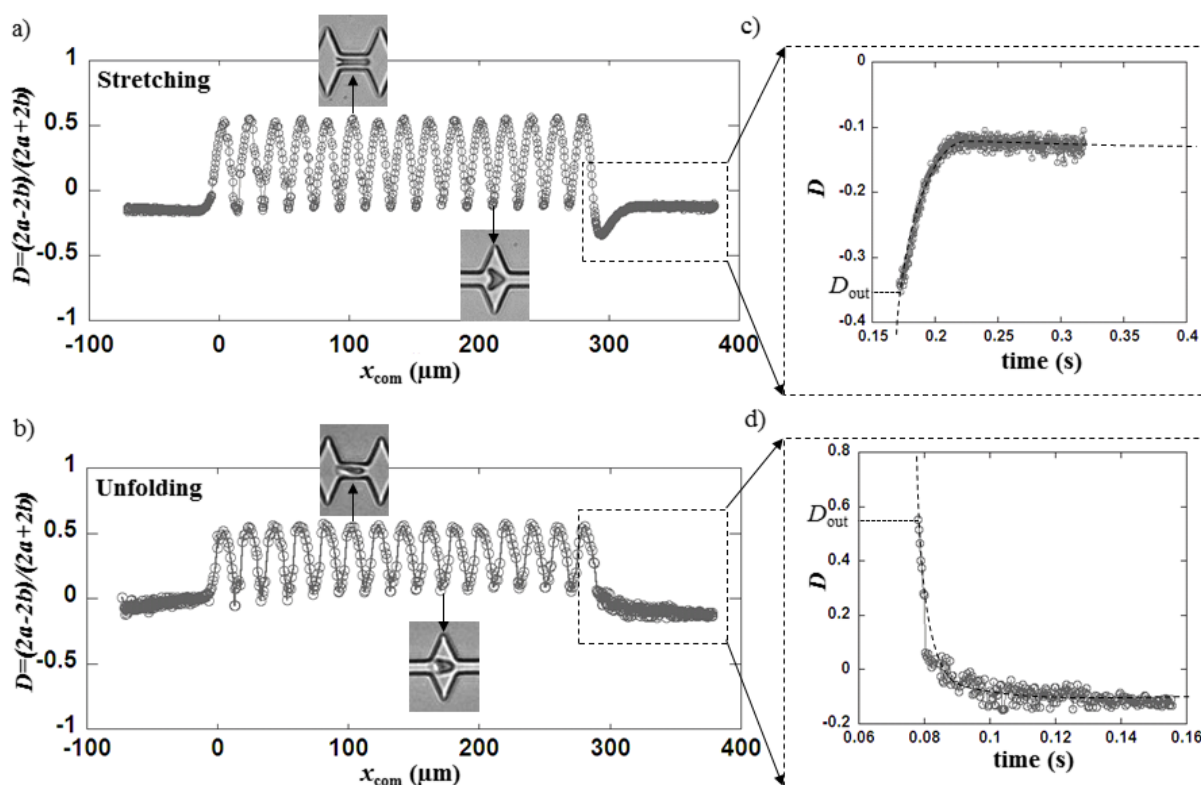 a)
Stretching
D=(2a-2b)/(2a+2b)
1
0.5
0
-0.5
-1
-100 0 100 200 300 400
x_com (μm)
c)
D
0
-0.1
-0.2
-0.3
-0.4
D_out
0.15 0.2 0.25 0.3 0.35 0.4
time (s)
b)
Unfolding
D=(2a-2b)/(2a+2b)
1
0.5
0
-0.5
-1
-100 0 100 200 300 400
x_com (μm)
d)
D
0.8
0.6
0.4
0.2
0
-0.2
D_out
0.06 0.08 0.1 0.12 0.14 0.16
time (s)